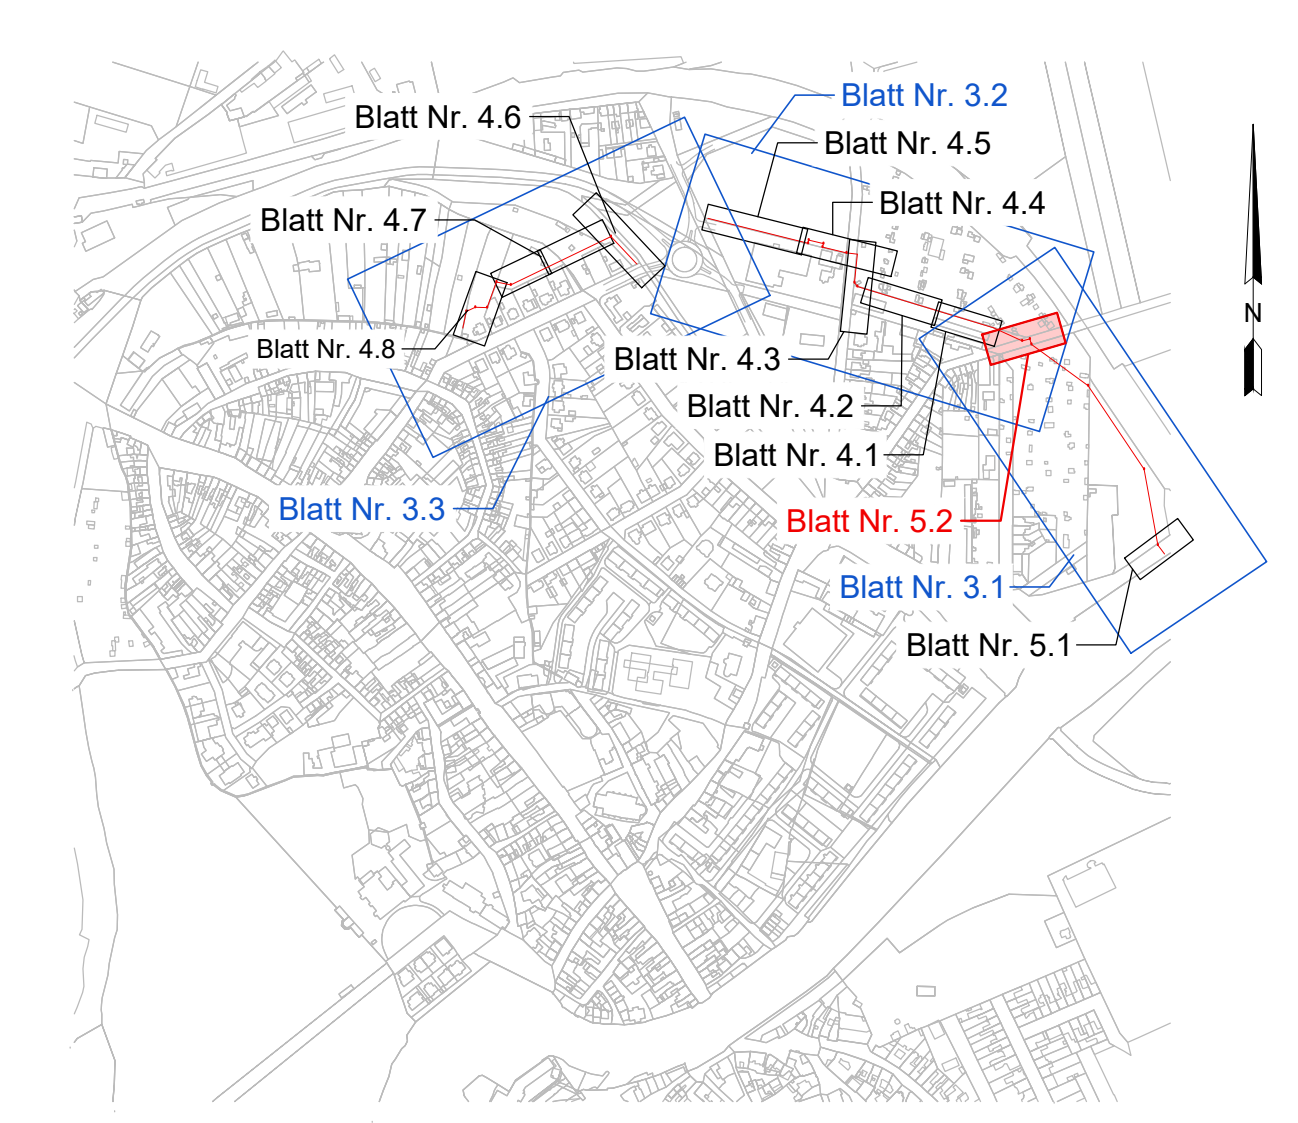 Blatt Nr. 3.2
Blatt Nr. 4.6
Blatt Nr. 4.5
Blatt Nr. 4.4
Blatt Nr. 4.7
N
Blatt Nr. 4.8
Blatt Nr. 4.3
Blatt Nr. 4.2
Blatt Nr. 4.1
Blatt Nr. 3.3
Blatt Nr. 5.2
Blatt Nr. 3.1
Blatt Nr. 5.1